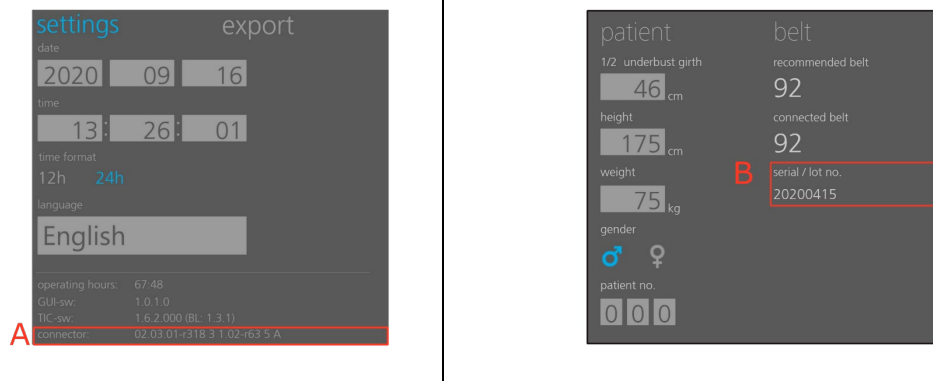 settings export
date
2020 09 16
time
13 : 26 : 01
time format
12h 24h
language
English
operating hours: 67:48
GUI-sw: 1.0.1.0
TIC-sw: 1.6.2.000 (BL: 1.3.1)
A connector: 02.03.01-r318 3 1.02-r63 5 A
patient belt
1/2 underbust girth recommended belt
46 cm 92
height connected belt
175 cm 92
weight B serial / lot no.
75 kg 20200415
gender
patient no.
0 0 0